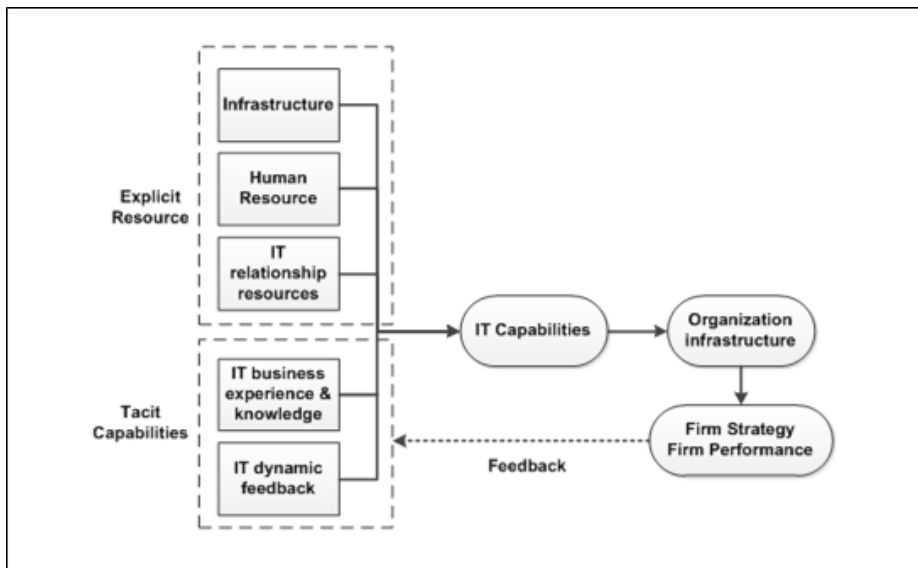 Infrastructure
Human
Resource
Explicit
Resource
IT
relationship
resources
IT Capabilities
Organization
infrastructure
IT business
experience &
knowledge
Tacit
Capabilities
Firm Strategy
Firm Performance
Feedback
IT dynamic
feedback